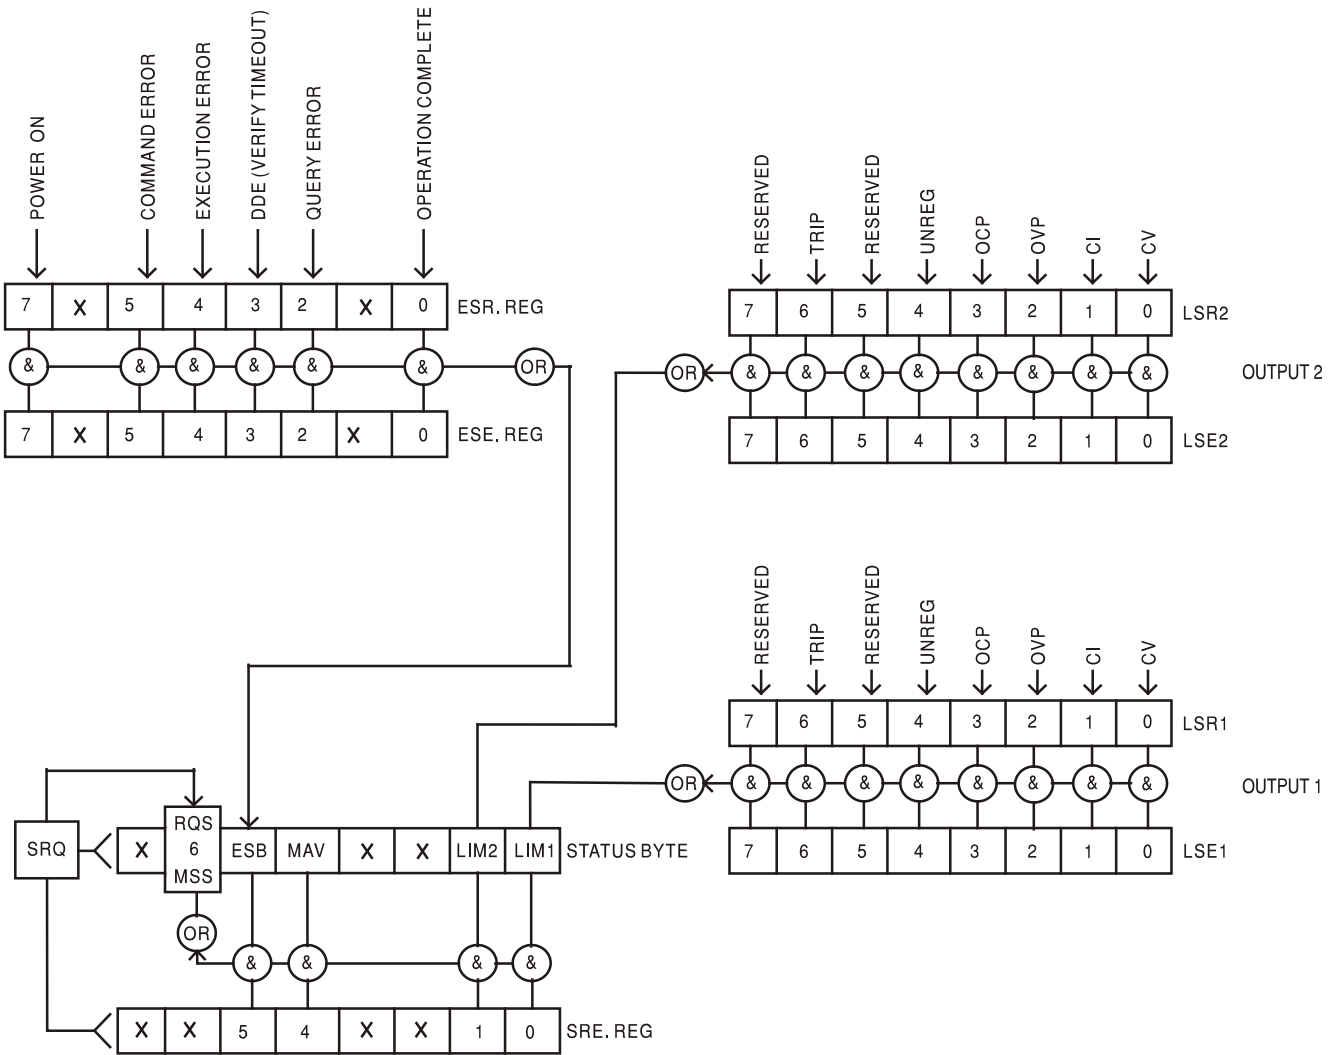 POWER ON
COMMAND ERROR
EXECUTION ERROR
DDE (VERIFY TIMEOUT)
QUERY ERROR
OPERATION COMPLETE
7 X 5 4 3 2 X 0 ESR. REG
& & & & & & OR
7 X 5 4 3 2 X 0 ESE. REG
RESERVED
TRIP
RESERVED
UNREG
OCP
OVP
CI
CV
7 6 5 4 3 2 1 0 LSR2
OR & & & & & & & & OUTPUT 2
7 6 5 4 3 2 1 0 LSE2
RESERVED
TRIP
RESERVED
UNREG
OCP
OVP
CI
CV
7 6 5 4 3 2 1 0 LSR1
OR & & & & & & & & OUTPUT 1
7 6 5 4 3 2 1 0 LSE1
RQS
SRQ X 6 ESB MAV X X LIM2 LIM1 STATUS BYTE
MSS
OR
& & & &
X X 5 4 X X 1 0 SRE. REG